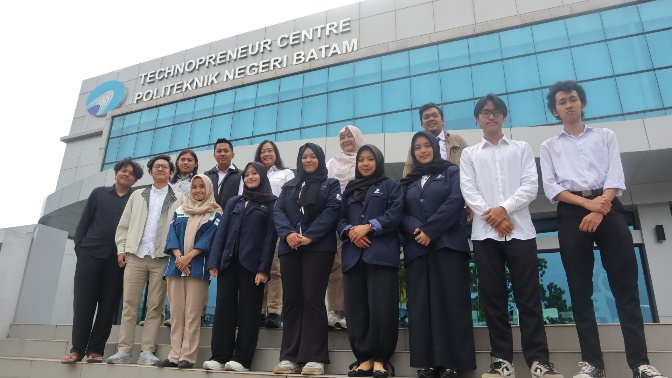 TECHNOPRENEUR CENTRE
POLITEKNIK NEGERI BATAM